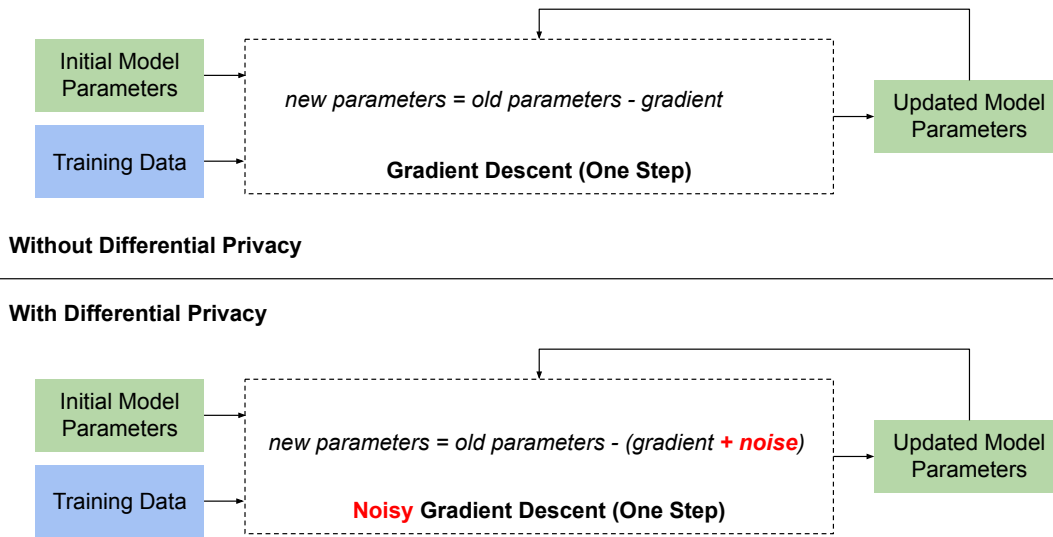 Initial Model
Parameters
new parameters = old parameters - gradient
Updated Model
Parameters
Training Data
Gradient Descent (One Step)
Without Differential Privacy
With Differential Privacy
Initial Model
Parameters
new parameters = old parameters - (gradient + noise)
Updated Model
Parameters
Training Data
Noisy Gradient Descent (One Step)